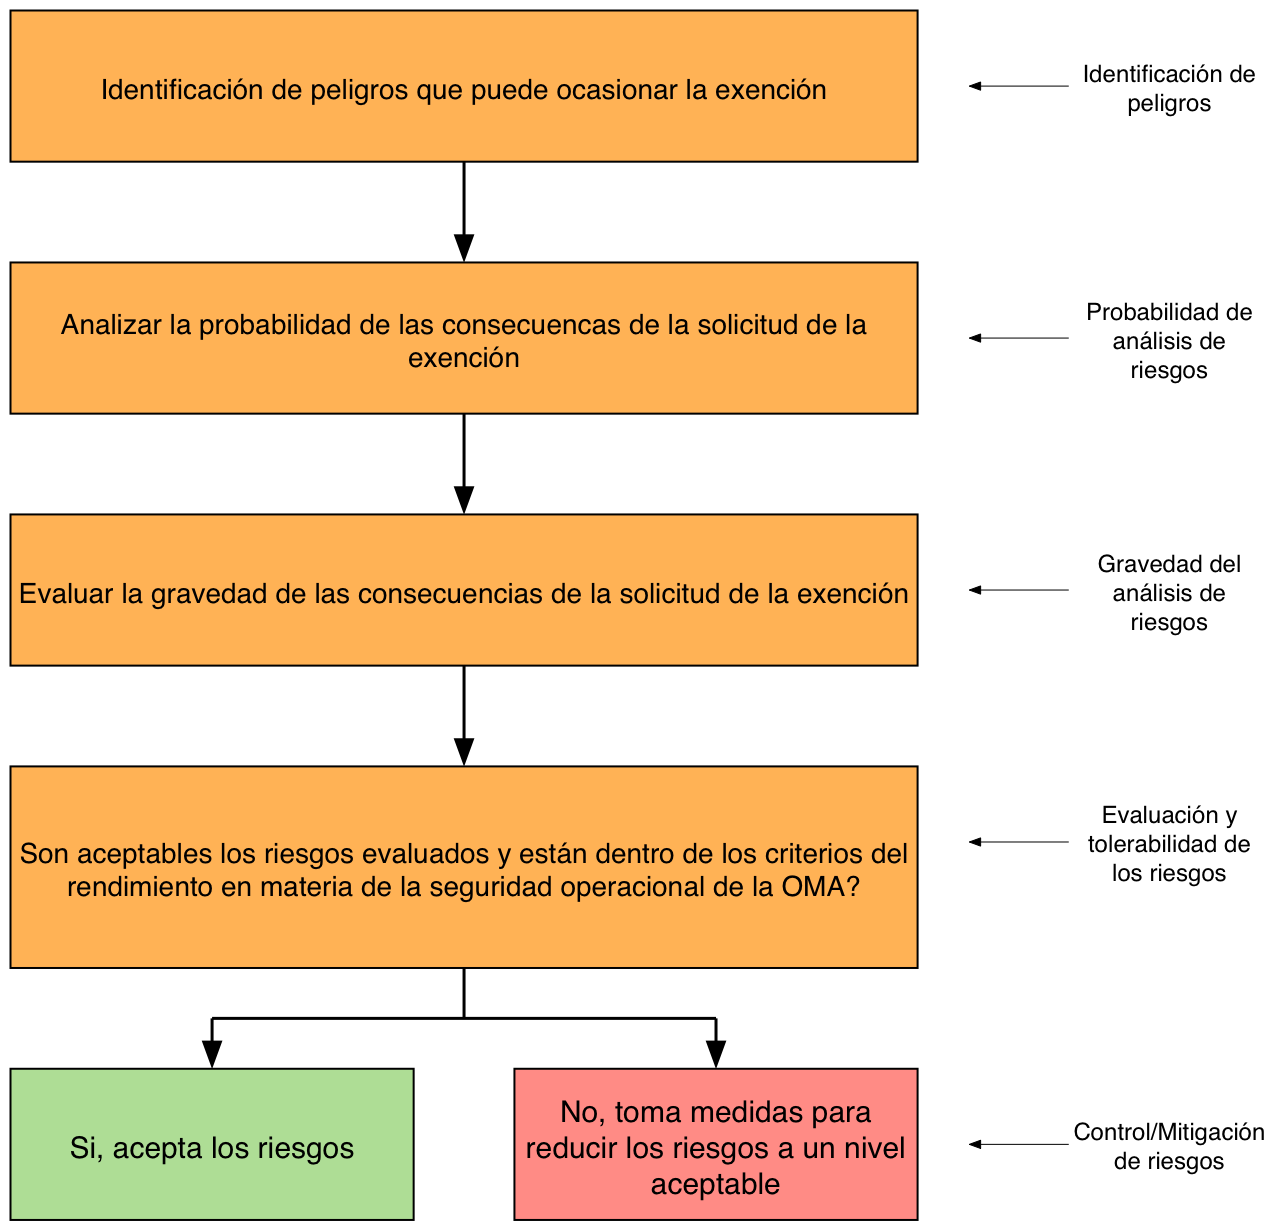 Identificación de peligros que puede ocasionar la exención
Identificación de
peligros
Analizar la probabilidad de las consecuencas de la solicitud de la
exención
Probabilidad de
análisis de
riesgos
Evaluar la gravedad de las consecuencias de la solicitud de la exención
Gravedad del
análisis de
riesgos
Son aceptables los riesgos evaluados y están dentro de los criterios del
rendimiento en materia de la seguridad operacional de la OMA?
Evaluación y
tolerabilidad de
los riesgos
Si, acepta los riesgos
No, toma medidas para
reducir los riesgos a un nivel
aceptable
Control/Mitigación
de riesgos